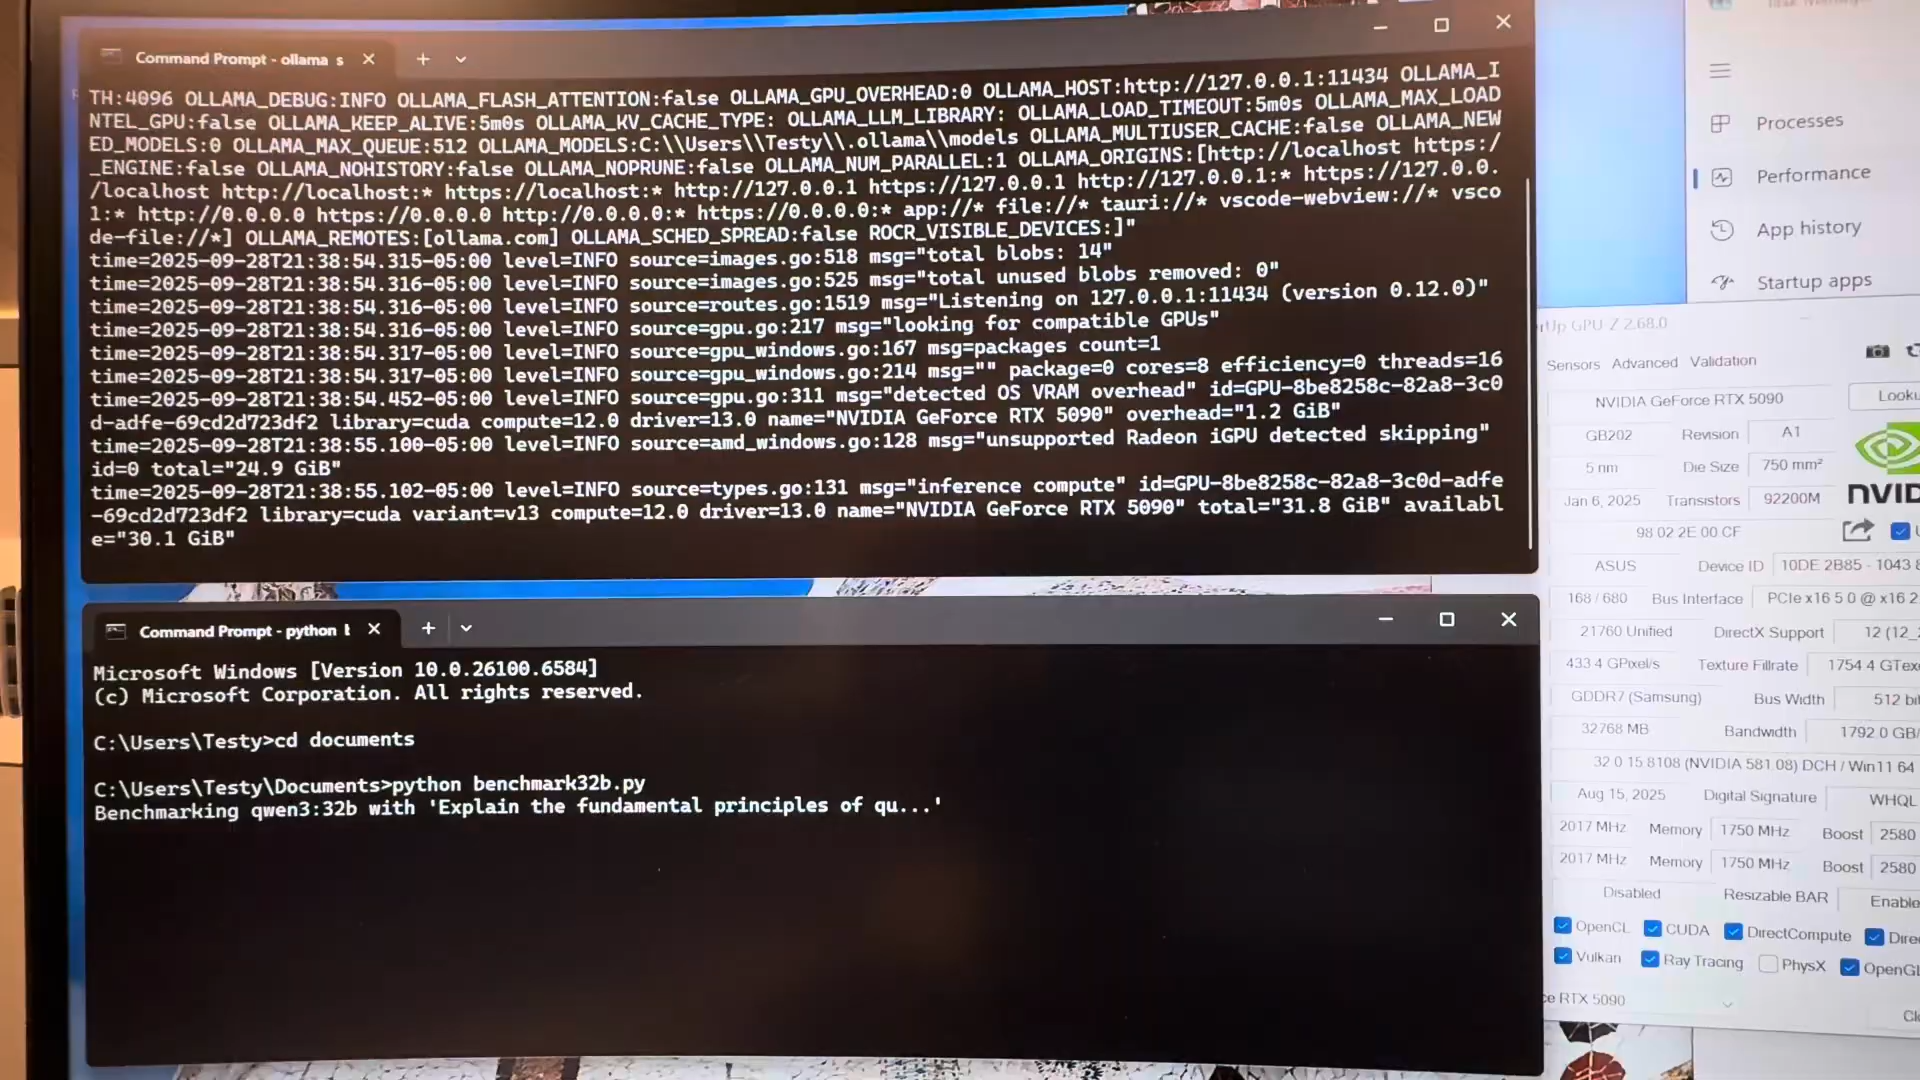 Command Prompt - ollama s
TH:4096 OLLAMA_DEBUG:INFO OLLAMA_FLASH_ATTENTION:false OLLAMA_GPU_OVERHEAD:0 OLLAMA_HOST:http://127.0.0.1:11434 OLLAMA_I
NTEL_GPU:false OLLAMA_KEEP_ALIVE:5m0s OLLAMA_KV_CACHE_TYPE: OLLAMA_LLM_LIBRARY: OLLAMA_LOAD_TIMEOUT:5m0s OLLAMA_MAX_LOAD
ED_MODELS:0 OLLAMA_MAX_QUEUE:512 OLLAMA_MODELS:C:\\Users\\Testy\\.ollama\\models OLLAMA_MULTIUSER_CACHE:false OLLAMA_NEW
_ENGINE:false OLLAMA_NOHISTORY:false OLLAMA_NOPRUNE:false OLLAMA_NUM_PARALLEL:1 OLLAMA_ORIGINS:[http://localhost https:/
/localhost http://localhost:* https://localhost:* http://127.0.0.1 https://127.0.0.1 http://127.0.0.1:* https://127.0.0.
1:* http://0.0.0.0 https://0.0.0.0 http://0.0.0.0:* https://0.0.0.0:* app://* file://* tauri://* vscode-webview://* vsco
de-file://*] OLLAMA_REMOTES:[ollama.com] OLLAMA_SCHED_SPREAD:false ROCR_VISIBLE_DEVICES:]"
time=2025-09-28T21:38:54.315-05:00 level=INFO source=images.go:518 msg="total blobs: 14"
time=2025-09-28T21:38:54.316-05:00 level=INFO source=images.go:525 msg="total unused blobs removed: 0"
time=2025-09-28T21:38:54.316-05:00 level=INFO source=routes.go:1519 msg="Listening on 127.0.0.1:11434 (version 0.12.0)"
time=2025-09-28T21:38:54.316-05:00 level=INFO source=gpu.go:217 msg="looking for compatible GPUs"
time=2025-09-28T21:38:54.317-05:00 level=INFO source=gpu_windows.go:167 msg=packages count=1
time=2025-09-28T21:38:54.317-05:00 level=INFO source=gpu_windows.go:214 msg="" package=0 cores=8 efficiency=0 threads=16
time=2025-09-28T21:38:54.452-05:00 level=INFO source=gpu.go:311 msg="detected OS VRAM overhead" id=GPU-8be8258c-82a8-3c0
d-adfe-69cd2d723df2 library=cuda compute=12.0 driver=13.0 name="NVIDIA GeForce RTX 5090" overhead="1.2 GiB"
time=2025-09-28T21:38:55.100-05:00 level=INFO source=amd_windows.go:128 msg="unsupported Radeon iGPU detected skipping"
id=0 total="24.9 GiB"
time=2025-09-28T21:38:55.102-05:00 level=INFO source=types.go:131 msg="inference compute" id=GPU-8be8258c-82a8-3c0d-adfe
-69cd2d723df2 library=cuda variant=v13 compute=12.0 driver=13.0 name="NVIDIA GeForce RTX 5090" total="31.8 GiB" availabl
e="30.1 GiB"
Command Prompt - python b
Microsoft Windows [Version 10.0.26100.6584]
(c) Microsoft Corporation. All rights reserved.
C:\Users\Testy>cd documents
C:\Users\Testy\Documents>python benchmark32b.py
Benchmarking qwen3:32b with 'Explain the fundamental principles of qu...'
Processes
Performance
App history
Startup apps
rUp GPU-Z 2.68.0
Sensors Advanced Validation
NVIDIA GeForce RTX 5090 Looku
GB202 Revision A1
5 nm Die Size 750 mm²
NVID
Jan 6, 2025 Transistors 92200M
98 02 2E 00 CF
ASUS Device ID 10DE 2B85 - 1043 8
168 / 680 Bus Interface PCIe x16 5.0 @ x16 2
21760 Unified DirectX Support 12 (12_2
433.4 GPixel/s Texture Fillrate 1754.4 GTexe
GDDR7 (Samsung) Bus Width 512 bit
32768 MB Bandwidth 1792.0 GB/
32.0.15.8108 (NVIDIA 581.08) DCH / Win11 64
Aug 15, 2025 Digital Signature WHQL
2017 MHz Memory 1750 MHz Boost 2580
2017 MHz Memory 1750 MHz Boost 2580
Disabled Resizable BAR Enable
OpenCL CUDA DirectCompute Direc
Vulkan Ray Tracing PhysX OpenGL
ce RTX 5090
Cl